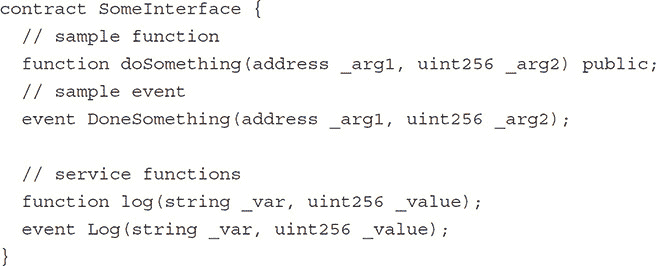 contract SomeInterface {
  // sample function
  function doSomething(address _arg1, uint256 _arg2) public;
  // sample event
  event DoneSomething(address _arg1, uint256 _arg2);

  // service functions
  function log(string _var, uint256 _value);
  event Log(string _var, uint256 _value);
}